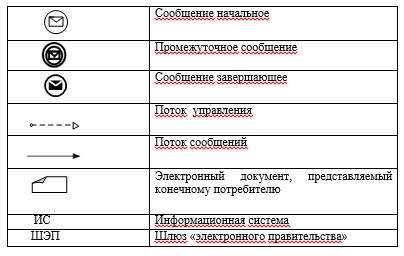 Сообщение начальное
Промежуточное сообщение
Сообщение завершающее
Поток управления
Поток сообщений
Электронный документ, представляемый
конечному потребителю
ИС Информационная система
ШЭП Шлюз «электронного правительства»